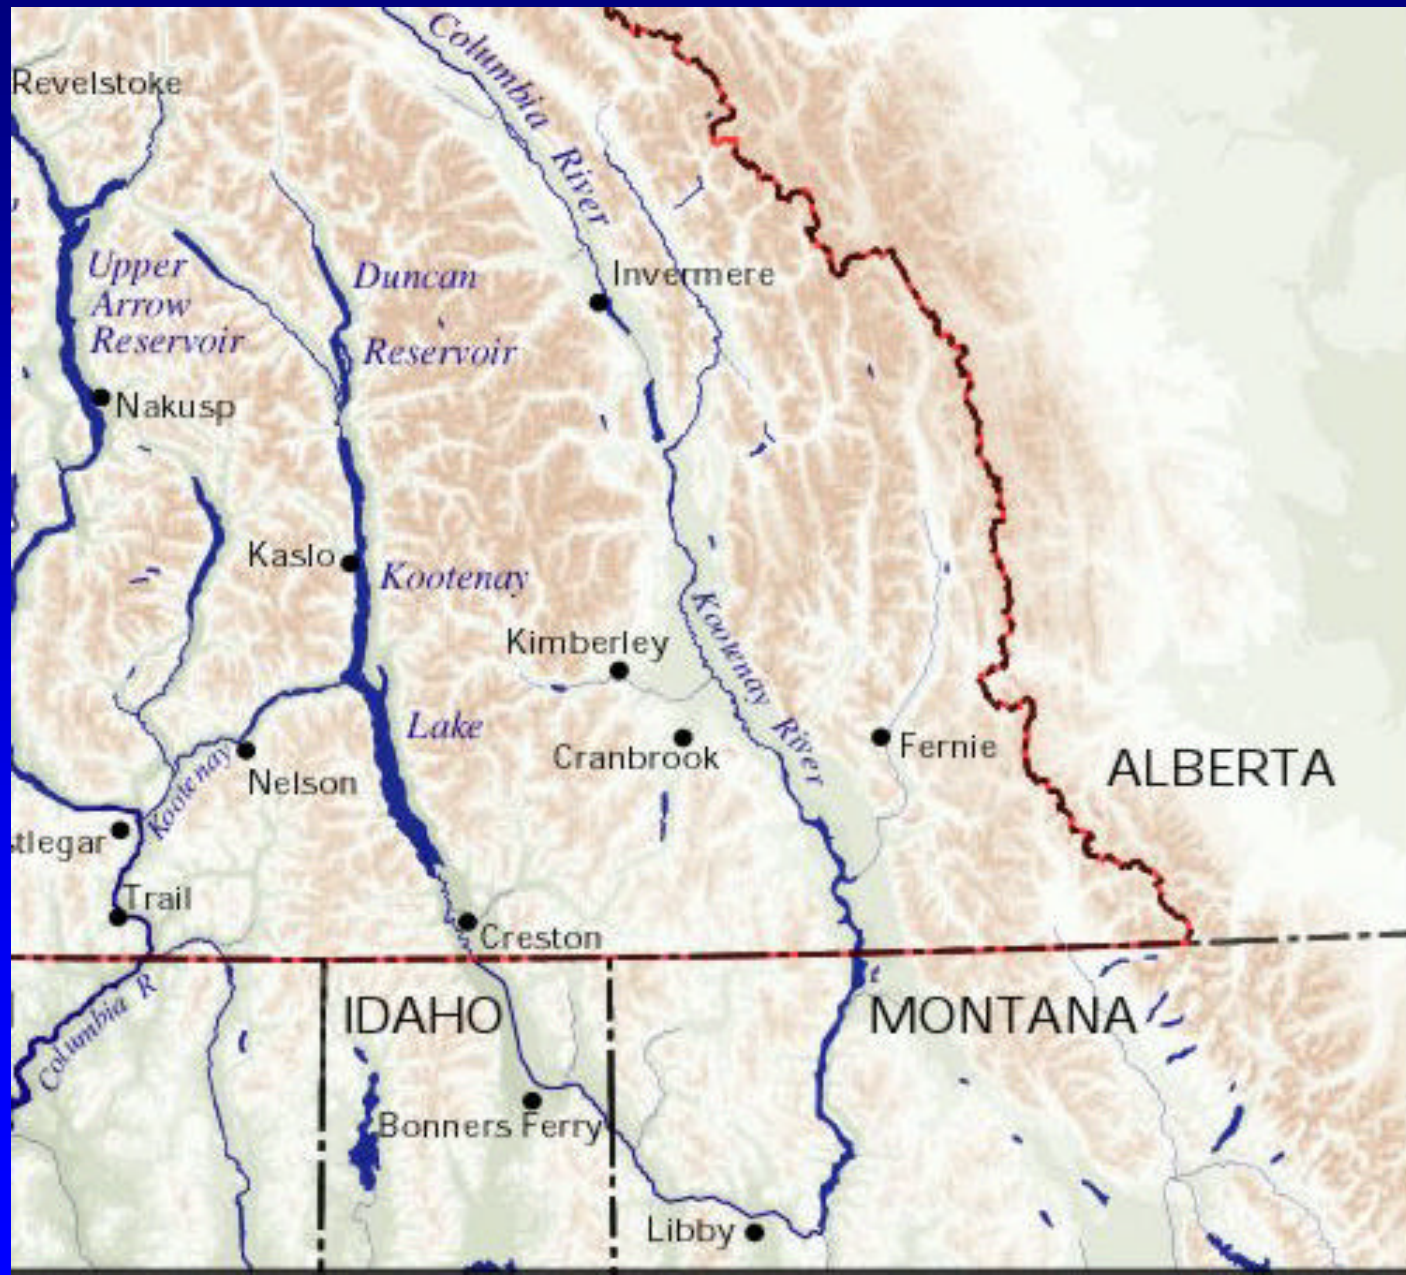 Columbia River
Revelstoke
Upper
Arrow
Reservoir
Duncan
Reservoir
Invermere
Nakusp
Kaslo
Kootenay
Lake
Kimberley
Kootenay River
Cranbrook
Fernie
ALBERTA
Nelson
Kootenay
stlegar
Trail
Creston
Columbia R
IDAHO
MONTANA
Bonners Ferry
Libby